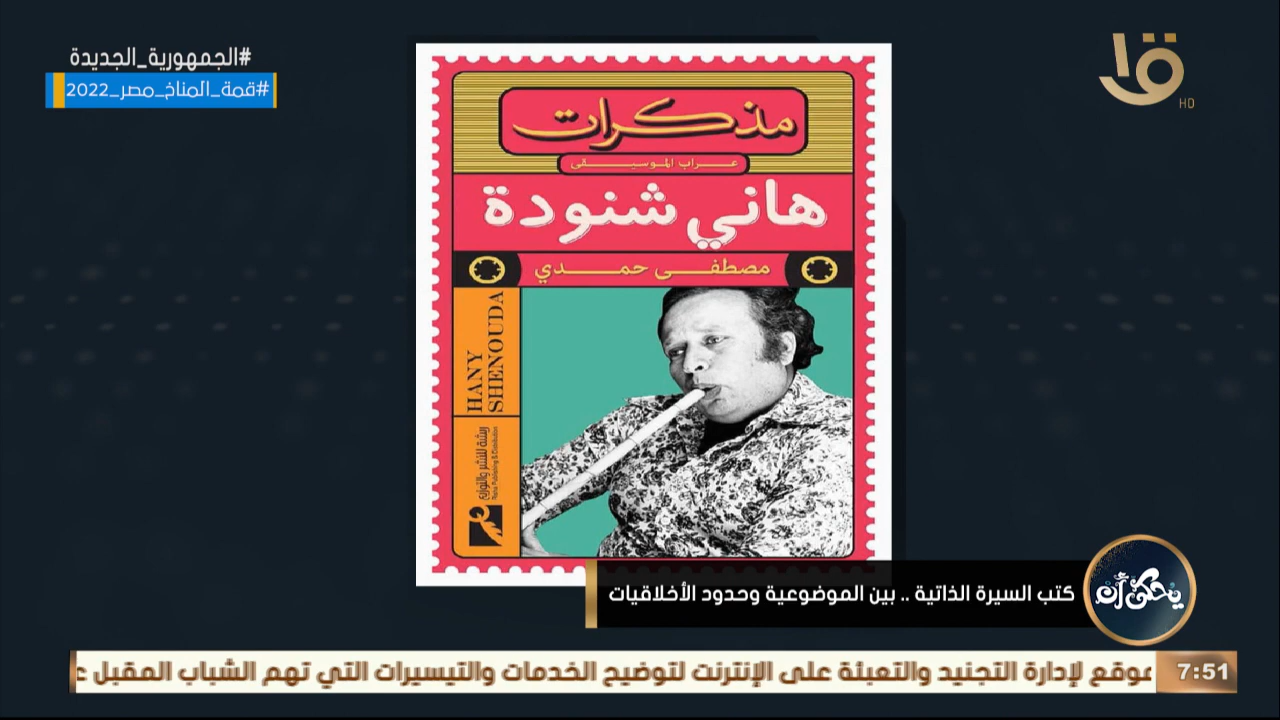 #الجمهورية_الجديدة
#قمة_المناخ_مصر_2022
HD
مذكرات
عراب الموسيقى
هاني شنودة
مصطفى حمدي
HANY
SHENOUDA
ريشة للنشر والتوزيع
Risha Publishing & Distribution
يحكى أن
كتب السيرة الذاتية .. بين الموضوعية وحدود الأخلاقيات
موقع لإدارة التجنيد والتعبئة على الإنترنت لتوضيح الخدمات والتيسيرات التي تهم الشباب المقبل
7:51